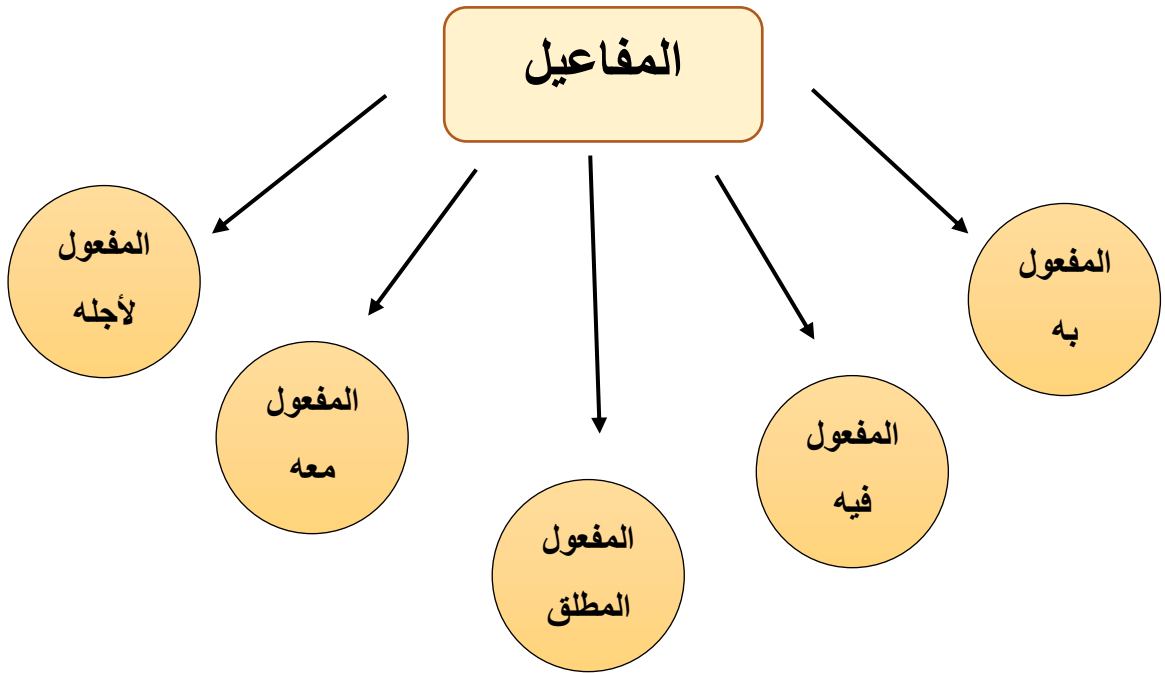 المفاعيل
المفعول
به
المفعول
فيه
المفعول
المطلق
المفعول
معه
المفعول
لأجله